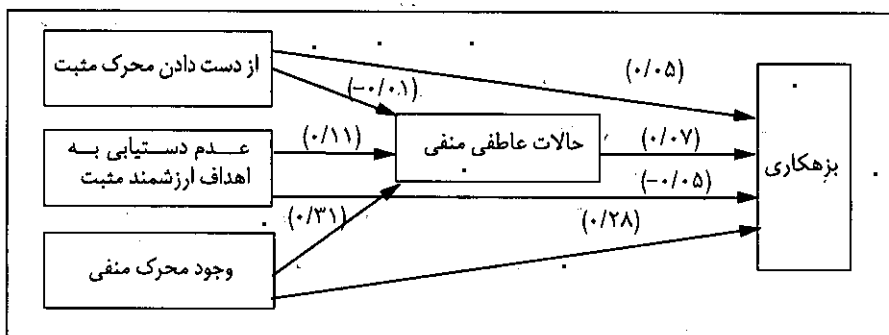 از دست دادن محرک مثبت
(۰/۰۵)
(-۰/۰۱)
عدم دستیابی به
اهداف ارزشمند مثبت
(۰/۱۱)
حالات عاطفی منفی
(۰/۰۷)
(-۰/۰۵)
بزهکاری
(۰/۳۱)
(۰/۲۸)
وجود محرک منفی